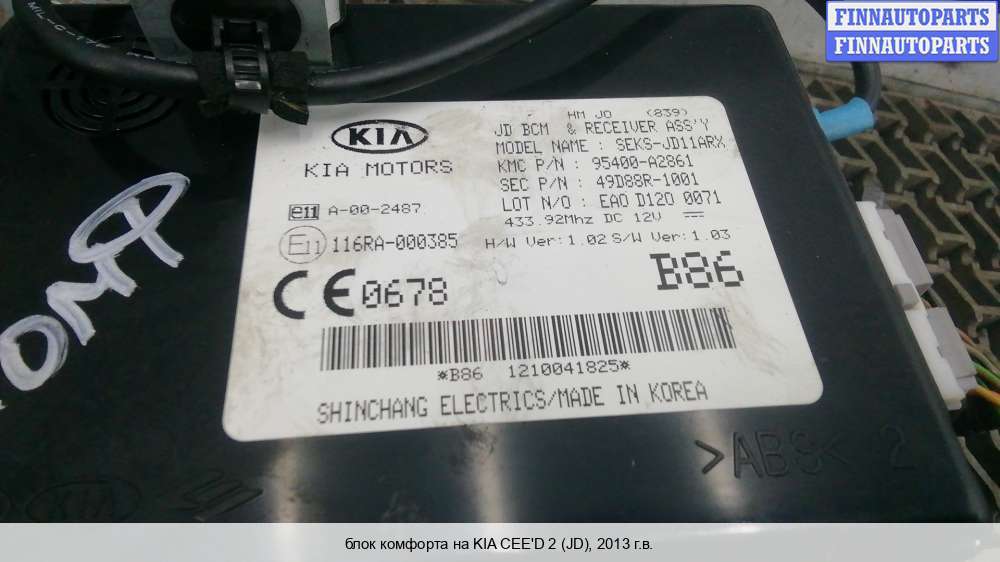 FINNAUTOPARTS
FINNAUTOPARTS
HM JD (839)
JD BCM & RECEIVER ASS'Y
MODEL NAME : SEKS-JD11ARX
KMC P/N : 95400-A2861
SEC P/N : 49D88R-1001
LOT N/O : EAO D120 0071
433.92Mhz DC 12V
H/W Ver:1.02 S/W Ver:1.03
KIA
KIA MOTORS
e11 A-00-2487
E11 116RA-000385
CE 0678
B86
*B86 1210041825*
SHINCHANG ELECTRICS/MADE IN KOREA
>ABS< 2
KIA
блок комфорта на KIA CEE'D 2 (JD), 2013 г.в.